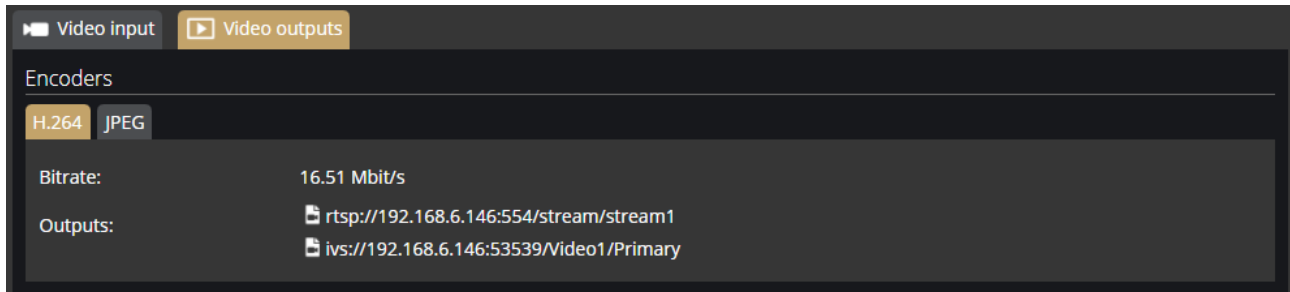 Video input Video outputs
Encoders
H.264 JPEG
Bitrate: 16.51 Mbit/s
Outputs: rtsp://192.168.6.146:554/stream/stream1
ivs://192.168.6.146:53539/Video1/Primary